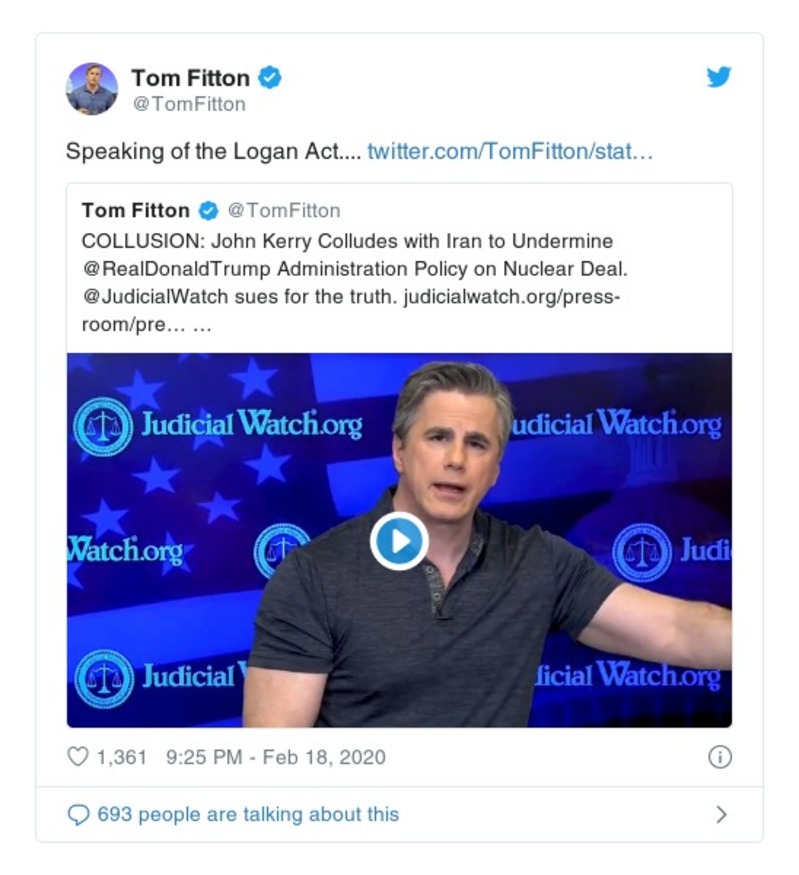 Tom Fitton
@TomFitton
Speaking of the Logan Act.... twitter.com/TomFitton/stat…
Tom Fitton @TomFitton
COLLUSION: John Kerry Colludes with Iran to Undermine
@RealDonaldTrump Administration Policy on Nuclear Deal.
@JudicialWatch sues for the truth. judicialwatch.org/press-
room/pre… …
Judicial Watch.org
udicial Watch.org
Watch.org
Judi
Judicial
dicial Watch.org
1,361 9:25 PM - Feb 18, 2020
693 people are talking about this